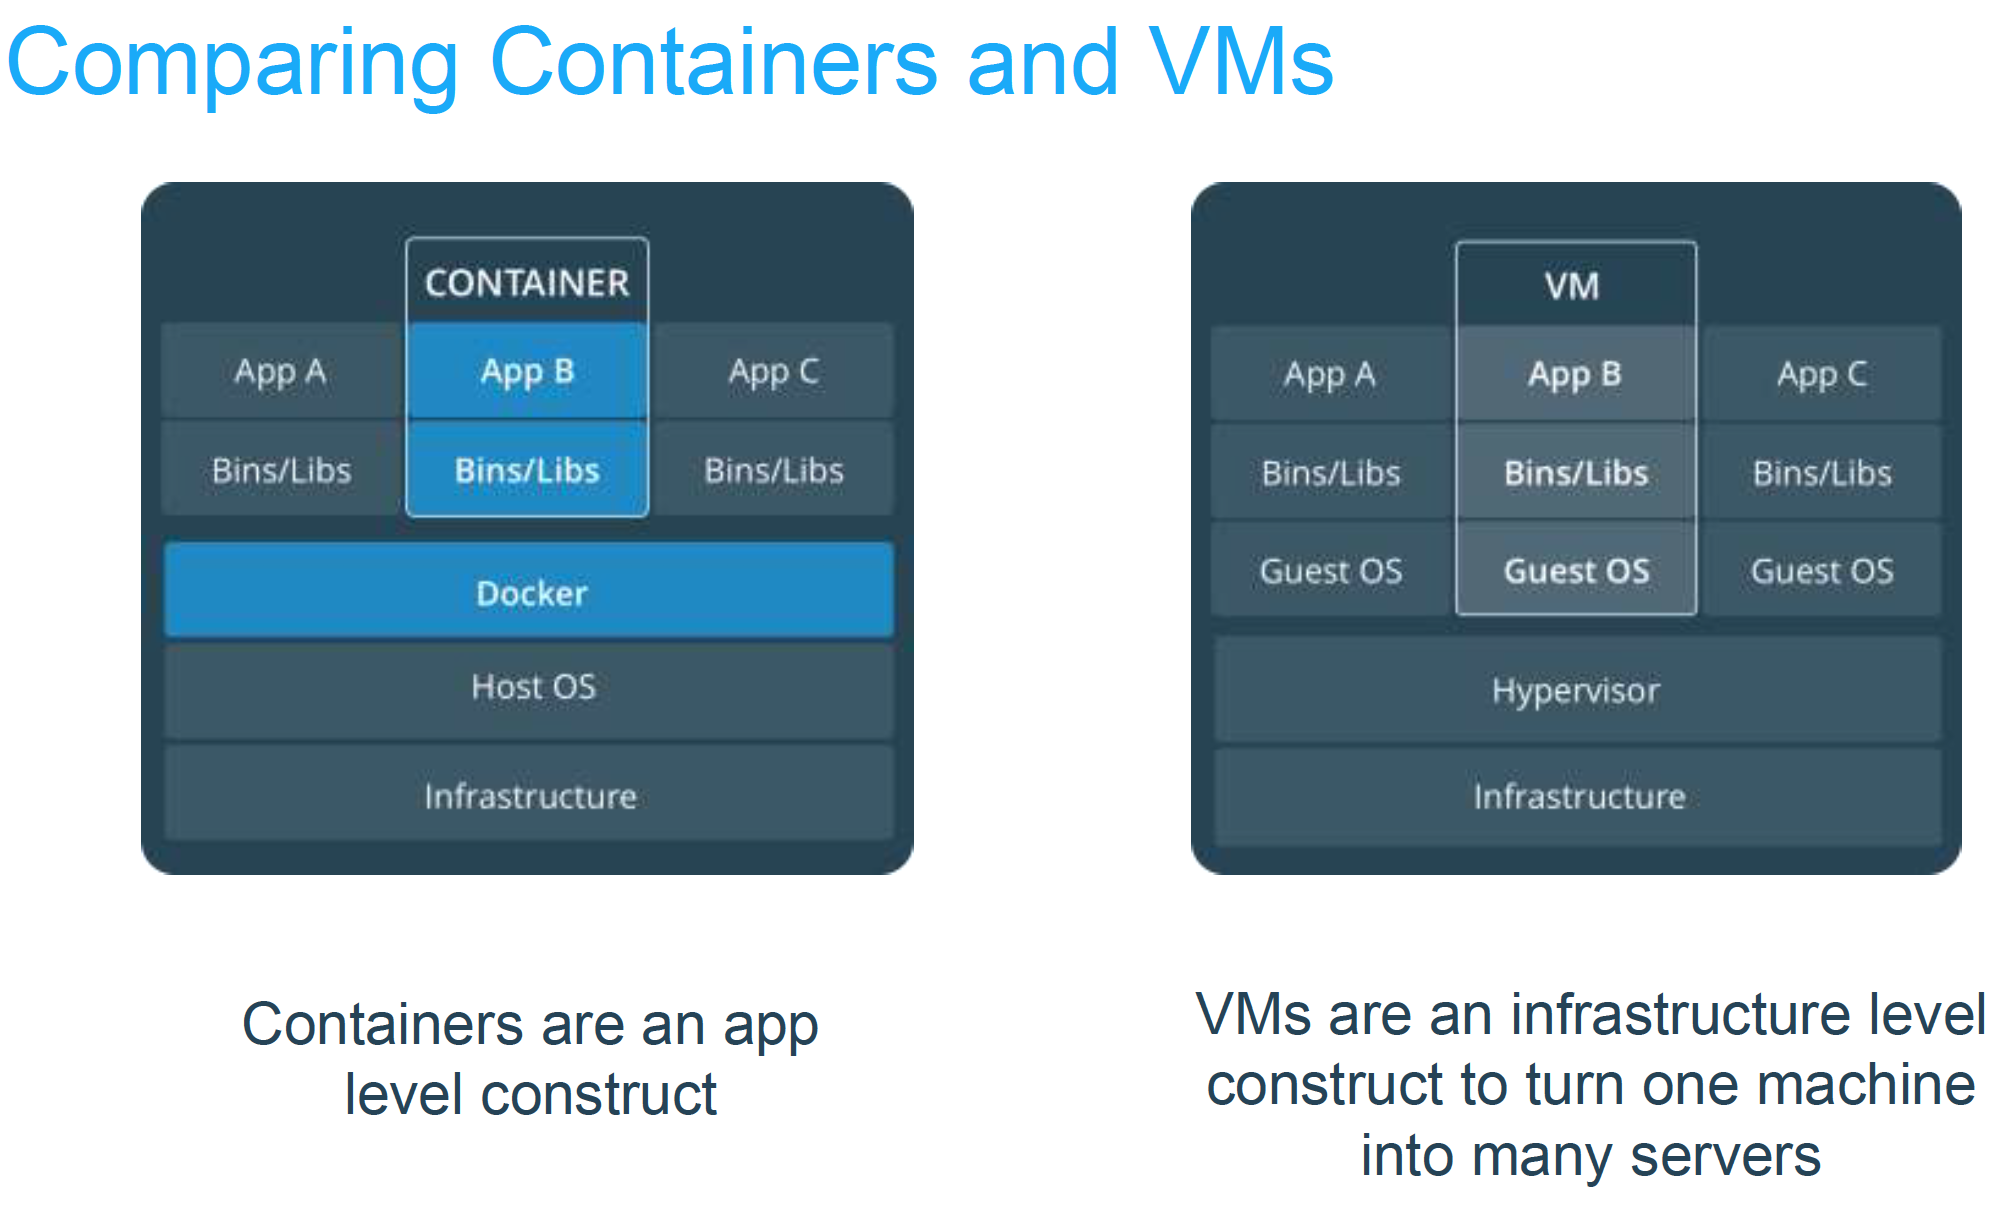 Comparing Containers and VMs
CONTAINER
App A App B App C
Bins/Libs Bins/Libs Bins/Libs
Docker
Host OS
Infrastructure
Containers are an app
level construct
VM
App A App B App C
Bins/Libs Bins/Libs Bins/Libs
Guest OS Guest OS Guest OS
Hypervisor
Infrastructure
VMs are an infrastructure level
construct to turn one machine
into many servers